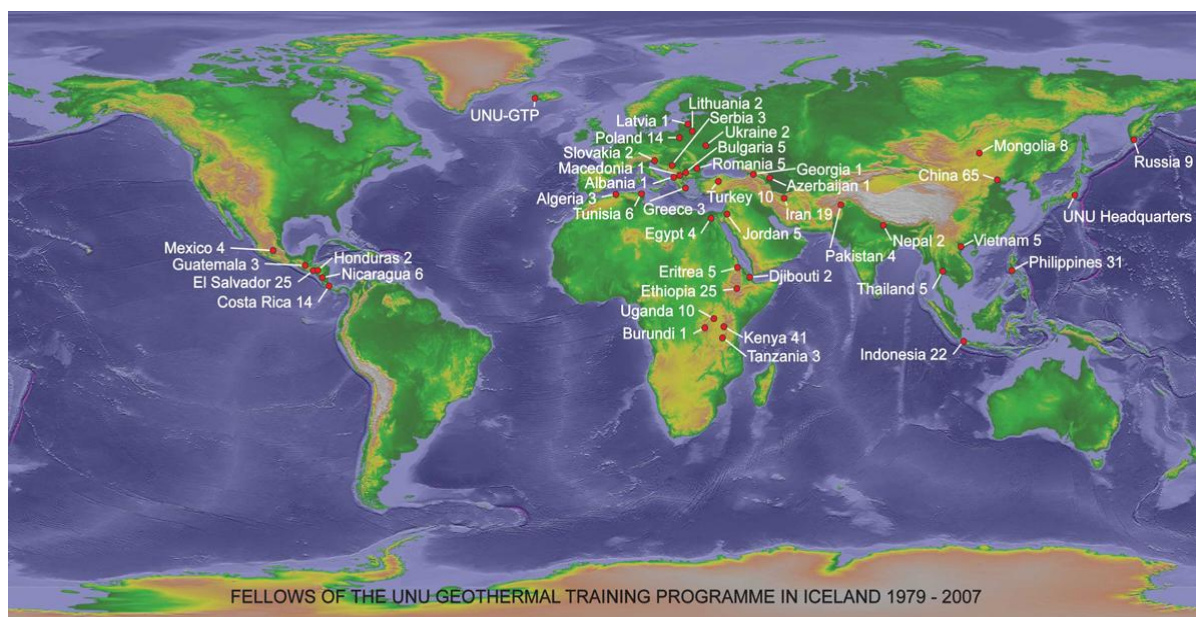 UNU-GTP
Lithuania 2
Latvia 1
Serbia 3
Poland 14
Ukraine 2
Slovakia 2
Bulgaria 5
Macedonia 1
Romania 5
Georgia 1
Albania 1
Azerbaijan 1
Algeria 3
Turkey 10
Tunisia 6
Greece 3
Iran 19
Egypt 4
Jordan 5
Mongolia 8
Russia 9
China 65
UNU Headquarters
Nepal 2
Vietnam 5
Pakistan 4
Philippines 31
Thailand 5
Mexico 4
Honduras 2
Guatemala 3
Nicaragua 6
El Salvador 25
Costa Rica 14
Eritrea 5
Djibouti 2
Ethiopia 25
Uganda 10
Burundi 1
Kenya 41
Tanzania 3
Indonesia 22
FELLOWS OF THE UNU GEOTHERMAL TRAINING PROGRAMME IN ICELAND 1979 - 2007